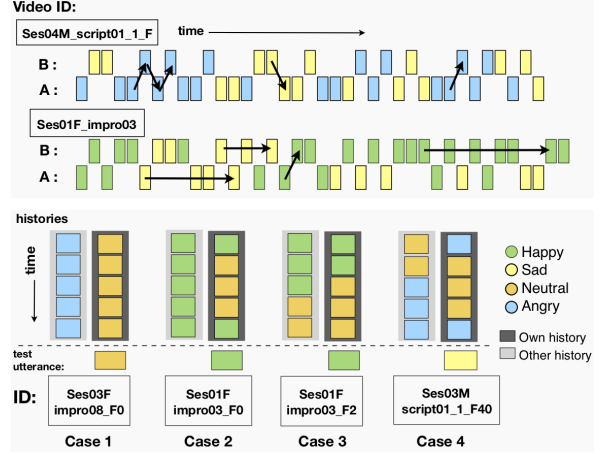 Video ID:
Ses04M_script01_1_F
time
B :
A :
Ses01F_impro03
B :
A :
histories
time
Happy
Sad
Neutral
Angry
Own history
Other history
test
utterance:
ID:
Ses03F
impro08_F0
Ses01F
impro03_F0
Ses01F
impro03_F2
Ses03M
script01_1_F40
Case 1
Case 2
Case 3
Case 4